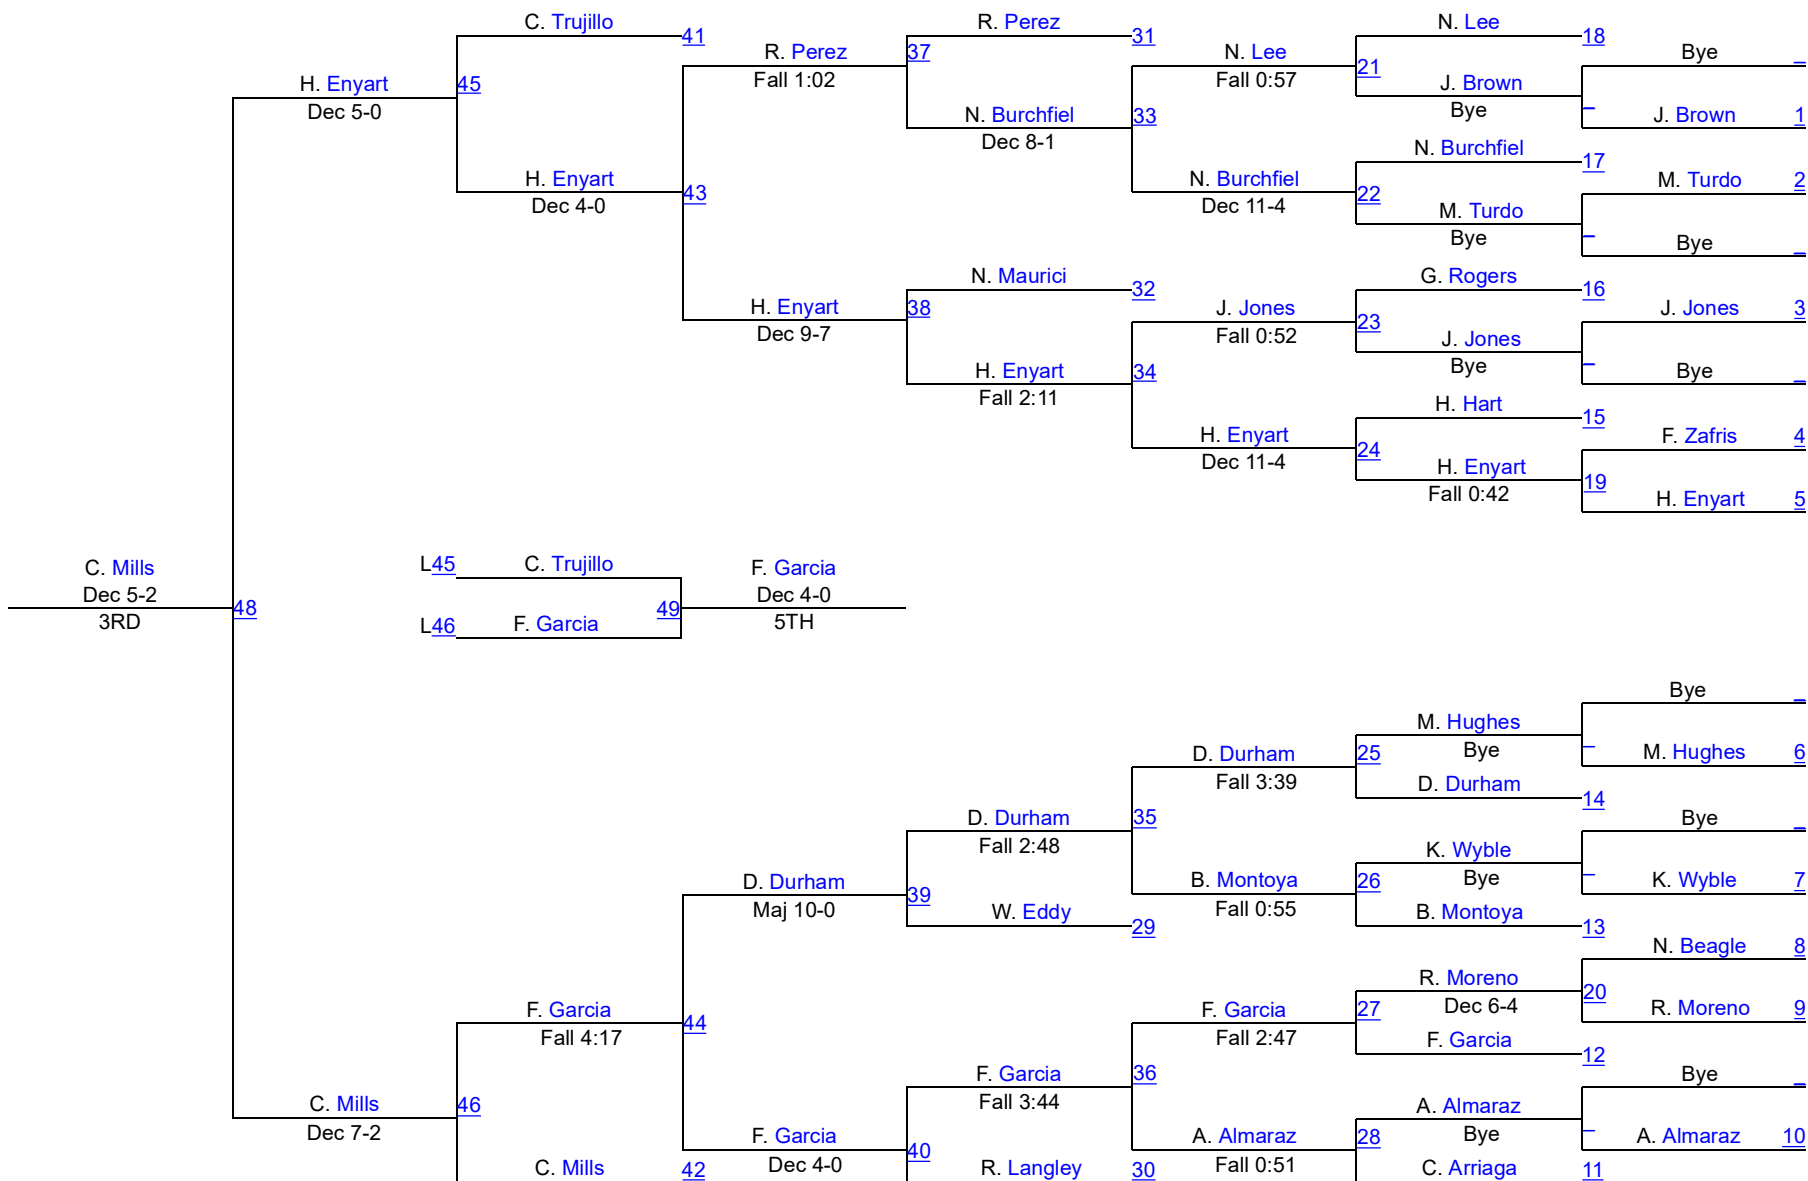 C. Trujillo
41
R. Perez
31
N. Lee
18
R. Perez
37
Fall 1:02
N. Lee
21
Fall 0:57
Bye
_
H. Enyart
45
Dec 5-0
J. Brown
_
Bye
N. Burchfiel
33
Dec 8-1
J. Brown
1
N. Burchfiel
17
H. Enyart
43
Dec 4-0
N. Burchfiel
22
Dec 11-4
M. Turdo
2
M. Turdo
_
Bye
Bye
_
N. Maurici
32
G. Rogers
16
H. Enyart
38
Dec 9-7
J. Jones
23
Fall 0:52
J. Jones
3
J. Jones
_
Bye
H. Enyart
34
Fall 2:11
Bye
_
H. Hart
15
H. Enyart
24
Dec 11-4
F. Zafris
4
H. Enyart
19
Fall 0:42
H. Enyart
5
C. Mills
Dec 5-2
48
3RD
L45
C. Trujillo
F. Garcia
49
Dec 4-0
5TH
L46
F. Garcia
Bye
_
M. Hughes
_
Bye
D. Durham
25
Fall 3:39
M. Hughes
6
D. Durham
14
D. Durham
35
Fall 2:48
Bye
_
K. Wyble
_
Bye
D. Durham
39
Maj 10-0
B. Montoya
26
Fall 0:55
K. Wyble
7
W. Eddy
29
B. Montoya
13
N. Beagle
8
R. Moreno
20
Dec 6-4
F. Garcia
44
Fall 4:17
F. Garcia
27
Fall 2:47
R. Moreno
9
F. Garcia
12
F. Garcia
36
Fall 3:44
Bye
_
C. Mills
46
Dec 7-2
A. Almaraz
_
Bye
F. Garcia
40
Dec 4-0
A. Almaraz
28
Fall 0:51
A. Almaraz
10
C. Mills
42
R. Langley
30
C. Arriaga
11